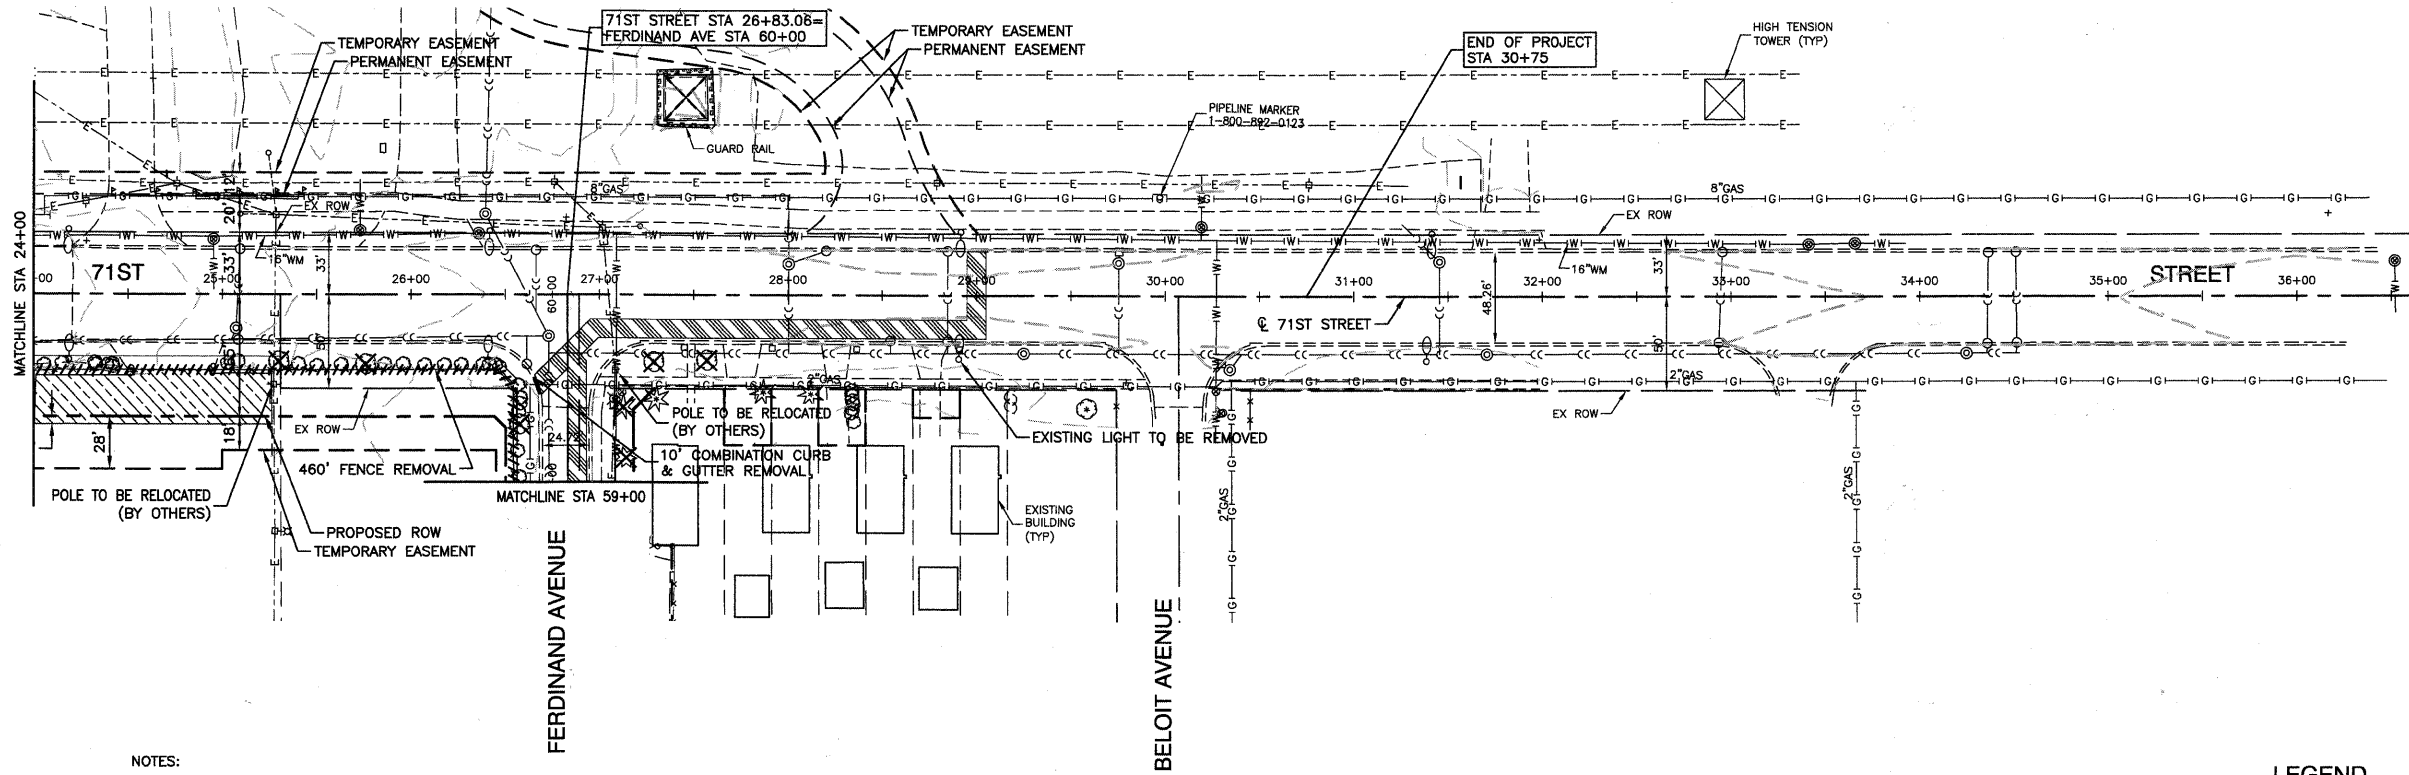 71ST STREET STA 26+83.06=
FERDINAND AVE STA 60+00
TEMPORARY EASEMENT
PERMANENT EASEMENT
TEMPORARY EASEMENT
PERMANENT EASEMENT
END OF PROJECT
STA 30+75
HIGH TENSION
TOWER (TYP)
PIPELINE MARKER
1-800-892-0123
GUARD RAIL
8"GAS
8"GAS
EX ROW
EX ROW
12'
20'
33'
33'
33'
16"WM
16"WM
MATCHLINE STA 24+00
71ST
STREET
00
25+00
26+00
27+00
28+00
29+00
30+00
31+00
32+00
33+00
34+00
35+00
36+00
60+00
48.26'
℄ 71ST STREET
50'
50'
2"GAS
2"GAS
EX ROW
EX ROW
POLE TO BE RELOCATED
(BY OTHERS)
EXISTING LIGHT TO BE REMOVED
24.72
10' COMBINATION CURB
& GUTTER REMOVAL
18'
28'
460' FENCE REMOVAL
MATCHLINE STA 59+00
POLE TO BE RELOCATED
(BY OTHERS)
PROPOSED ROW
TEMPORARY EASEMENT
EXISTING
BUILDING
(TYP)
2"GAS
2"GAS
FERDINAND AVENUE
BELOIT AVENUE
NOTES:
LEGEND